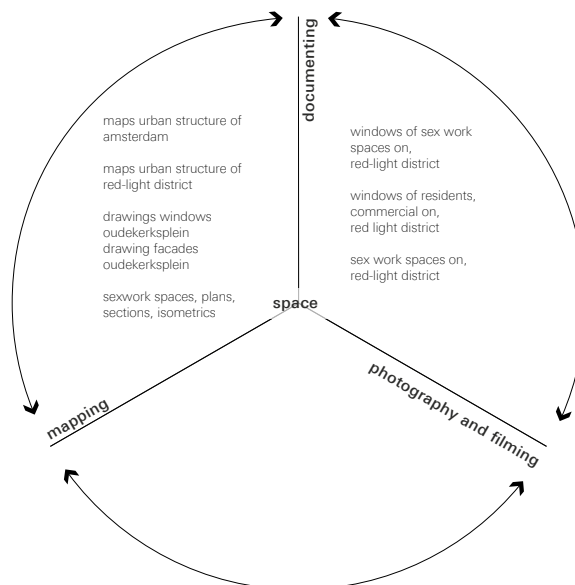 documenting
maps urban structure of
amsterdam
maps urban structure of
red-light district
drawings windows
oudekerksplein
drawing facades
oudekerksplein
sexwork spaces, plans,
sections, isometrics
windows of sex work
spaces on,
red-light district
windows of residents,
commercial on,
red light district
sex work spaces on,
red-light district
space
mapping
photography and filming